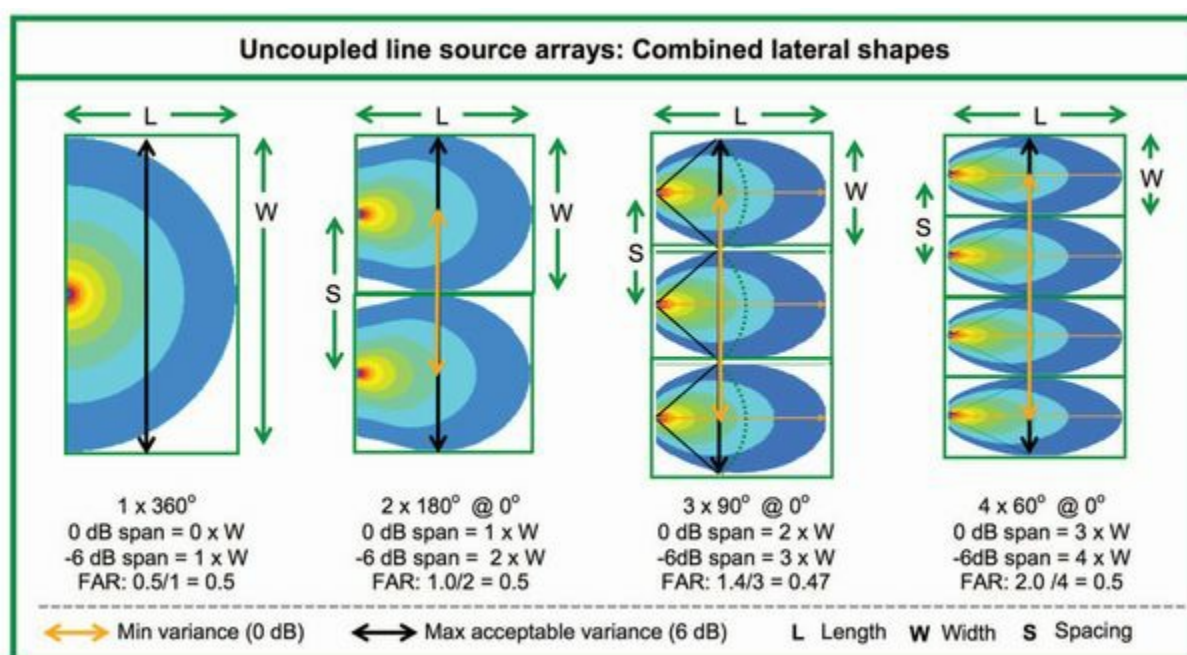 Uncoupled line source arrays: Combined lateral shapes
L
W
L
W
S
L
W
S
L
W
S
1 x 360°
0 dB span = 0 x W
-6 dB span = 1 x W
FAR: 0.5/1 = 0.5
2 x 180° @ 0°
0 dB span = 1 x W
-6 dB span = 2 x W
FAR: 1.0/2 = 0.5
3 x 90° @ 0°
0 dB span = 2 x W
-6dB span = 3 x W
FAR: 1.4/3 = 0.47
4 x 60° @ 0°
0 dB span = 3 x W
-6dB span = 4 x W
FAR: 2.0 /4 = 0.5
Min variance (0 dB)
Max acceptable variance (6 dB)
L Length
W Width
S Spacing